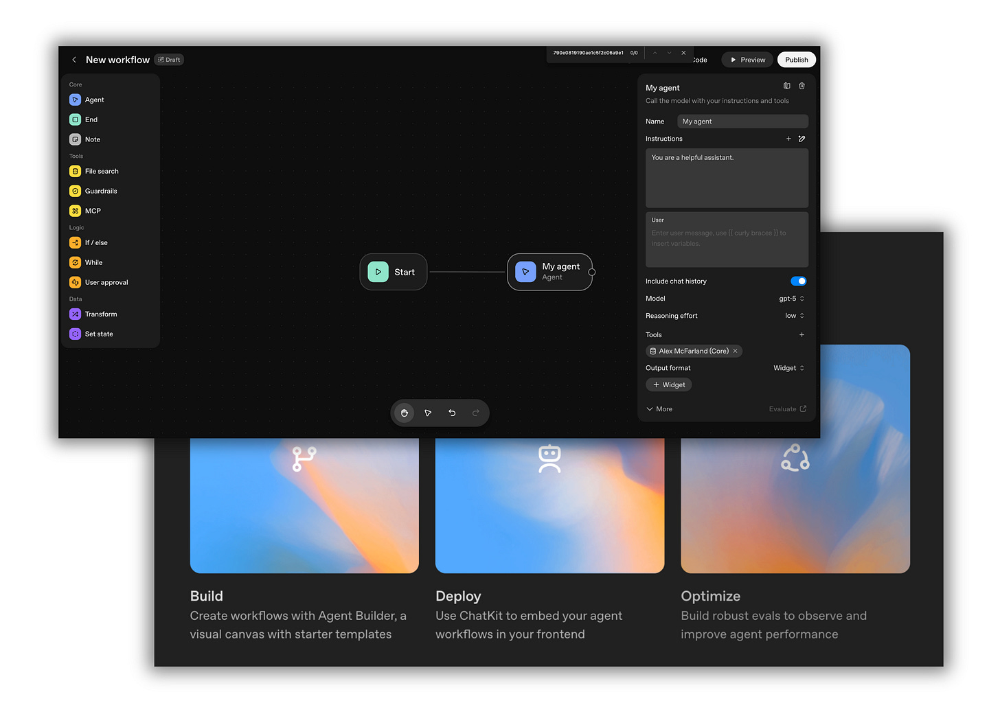 New workflow
Draft
790e0819190ae1c5f2c06a9e1 0/0
Code
Preview
Publish
Core
Agent
End
Note
Tools
File search
Guardrails
MCP
Logic
If / else
While
User approval
Data
Transform
Set state
Start
My agent
Agent
My agent
Call the model with your instructions and tools
Name
My agent
Instructions
You are a helpful assistant.
User
Enter user message, use {{ curly braces }} to
insert variables.
Include chat history
Model gpt-5
Reasoning effort low
Tools
Alex McFarland (Core)
Output format Widget
Widget
More
Evaluate
Build
Create workflows with Agent Builder, a
visual canvas with starter templates
Deploy
Use ChatKit to embed your agent
workflows in your frontend
Optimize
Build robust evals to observe and
improve agent performance